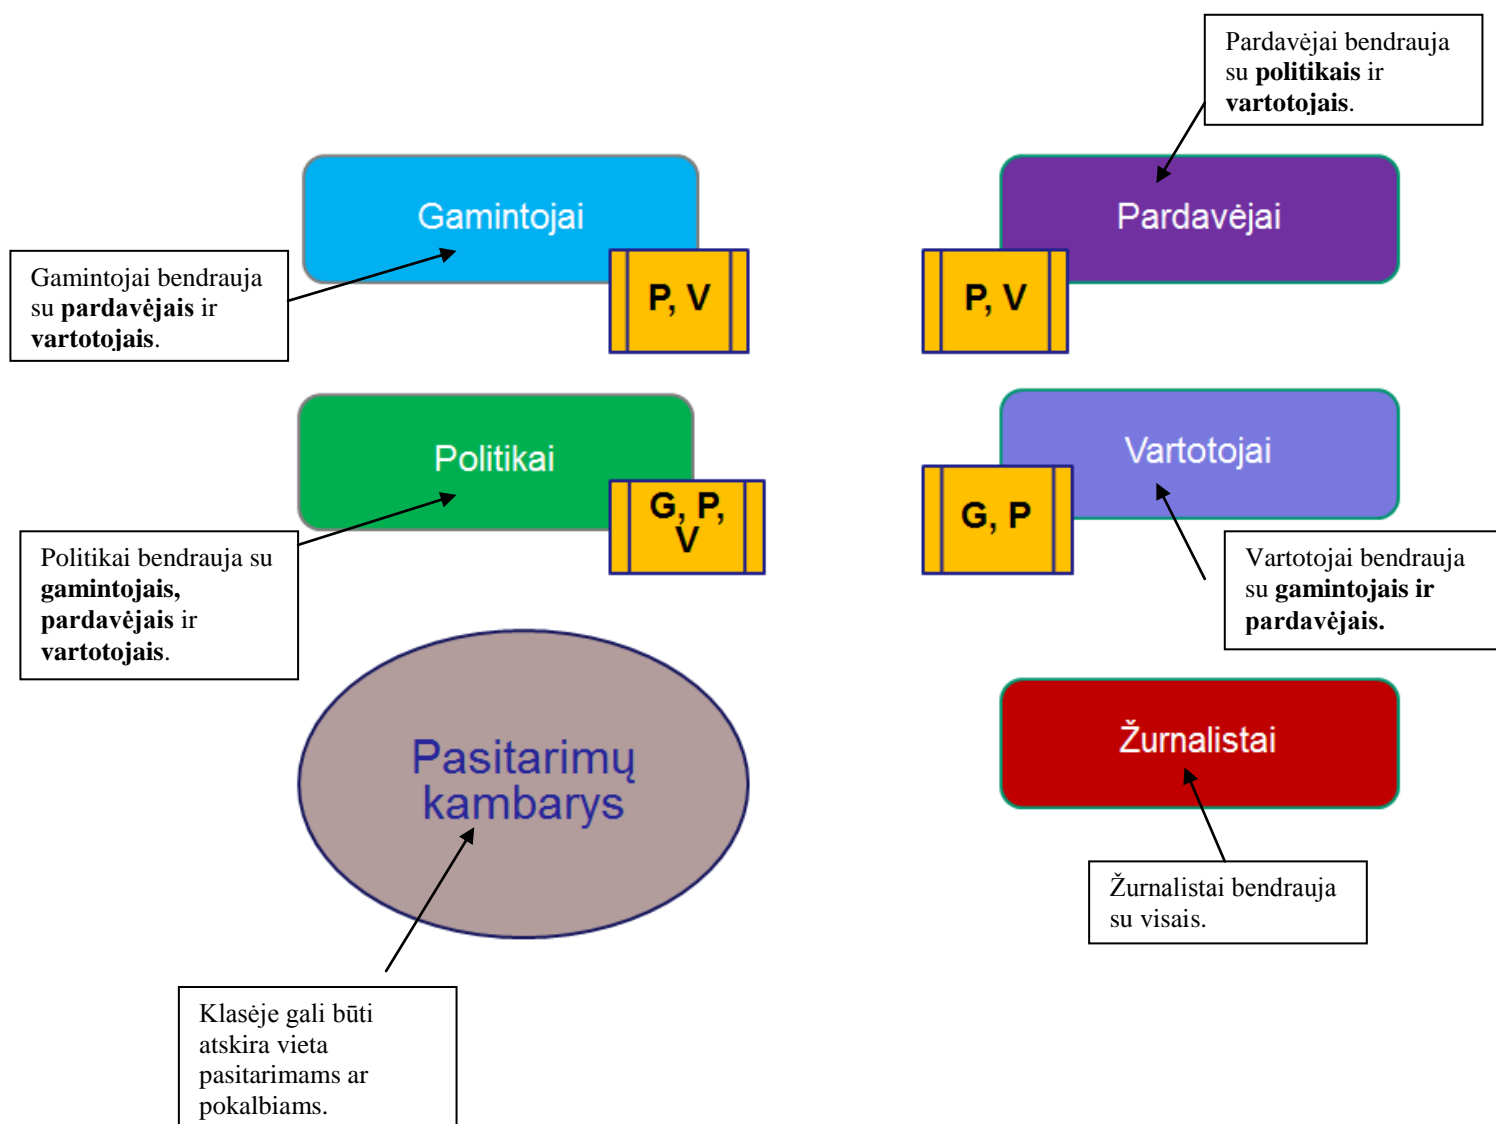 Pardavėjai bendrauja
su politikais ir
vartotojais.
Gamintojai
Pardavėjai
Gamintojai bendrauja
su pardavėjais ir
vartotojais.
P, V
P, V
Politikai
Vartotojai
G, P,
V
G, P
Politikai bendrauja su
gamintojais,
pardavėjais ir
vartotojais.
Vartotojai bendrauja
su gamintojais ir
pardavėjais.
Pasitarimų
kambarys
Žurnalistai
Žurnalistai bendrauja
su visais.
Klasėje gali būti
atskira vieta
pasitarimams ar
pokalbiams.